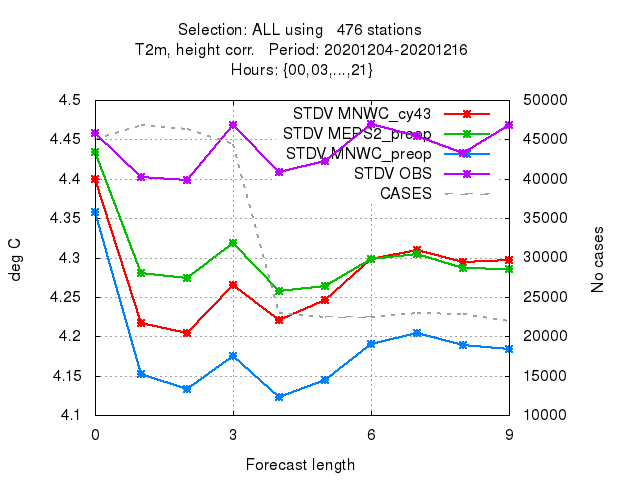 Selection: ALL using   476 stations
T2m, height corr.   Period: 20201204-20201216
Hours: {00,03,...,21}
4.5
4.45
4.4
4.35
4.3
4.25
4.2
4.15
4.1
deg C
STDV MNWC_cy43
STDV MEPS2_preop
STDV MNWC_preop
STDV OBS
CASES
50000
45000
40000
35000
30000
25000
20000
15000
10000
No cases
0 3 6 9
Forecast length